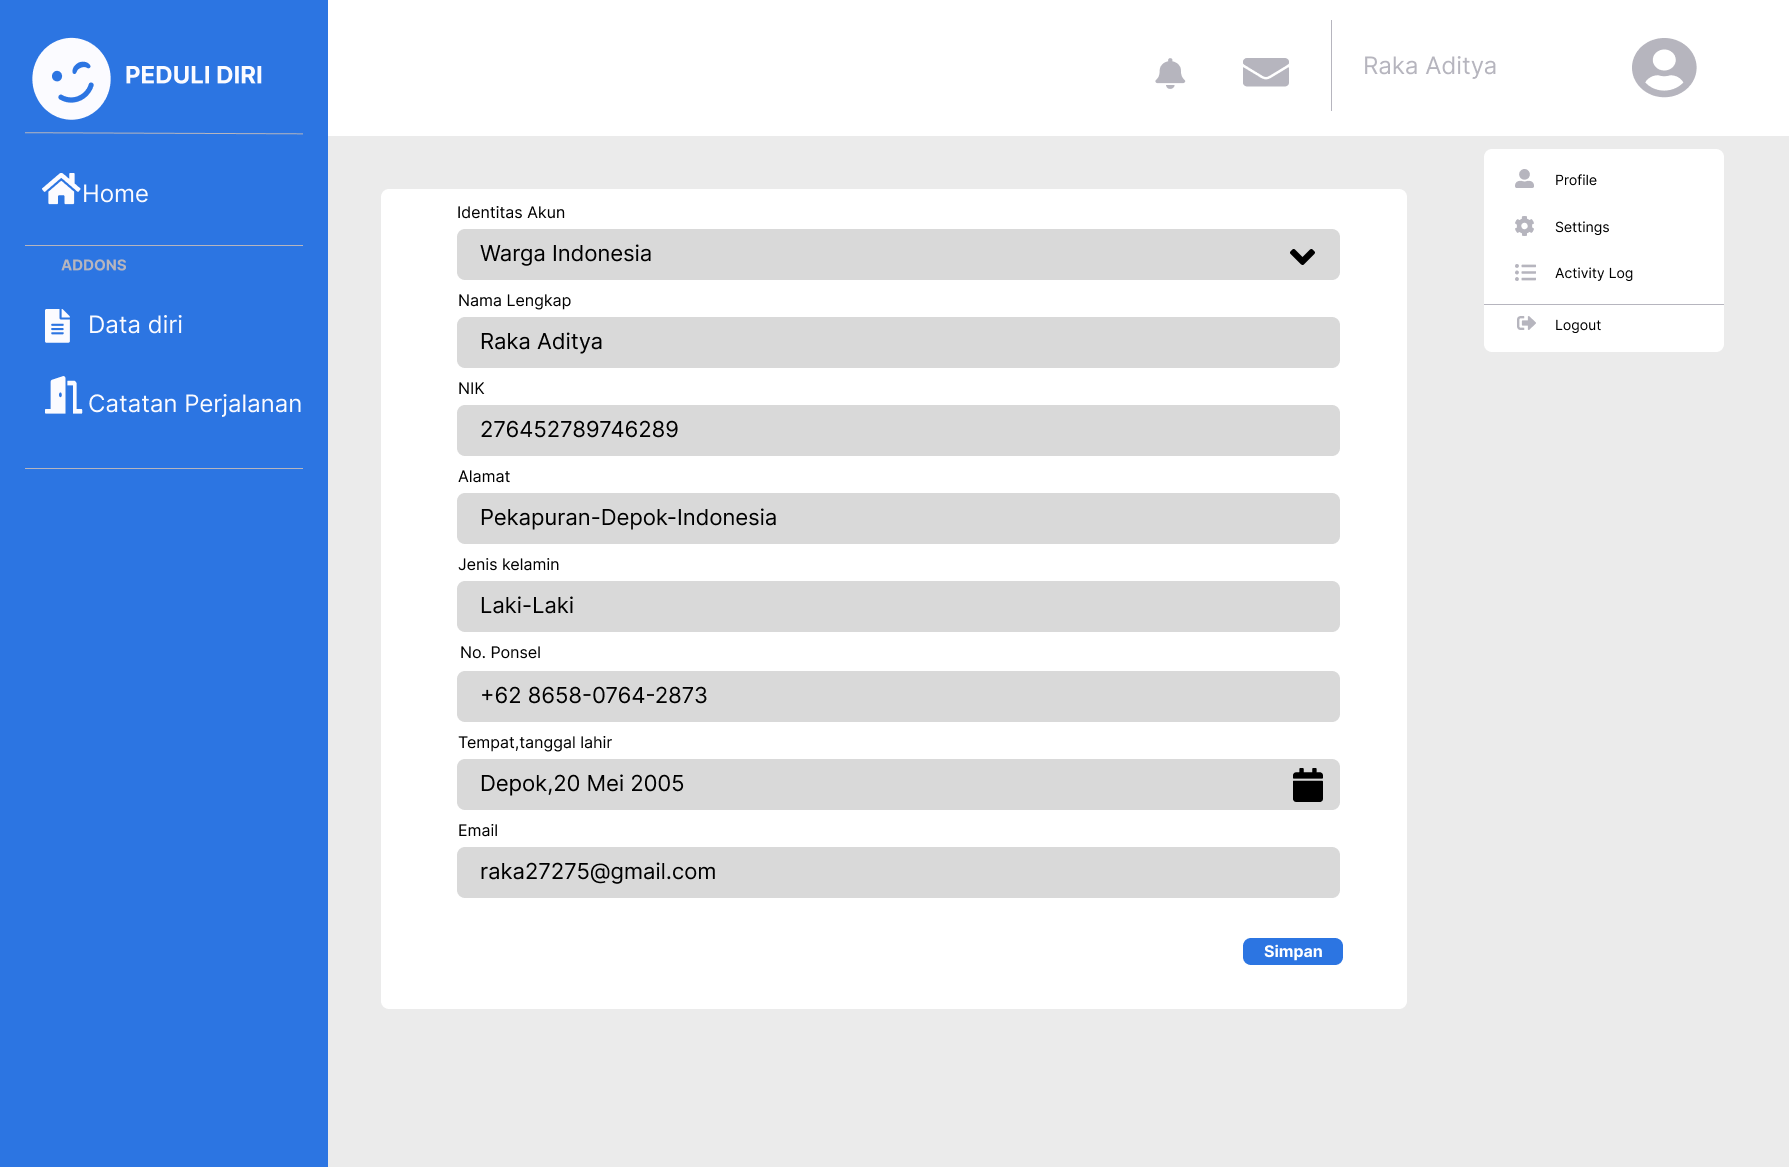 PEDULI DIRI
Home
ADDONS
Data diri
Catatan Perjalanan
Raka Aditya
Profile
Settings
Activity Log
Logout
Identitas Akun
Warga Indonesia
Nama Lengkap
Raka Aditya
NIK
276452789746289
Alamat
Pekapuran-Depok-Indonesia
Jenis kelamin
Laki-Laki
No. Ponsel
+62 8658-0764-2873
Tempat,tanggal lahir
Depok,20 Mei 2005
Email
raka27275@gmail.com
Simpan